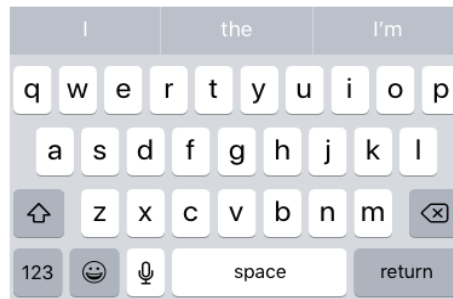 I the I'm
q w e r t y u i o p
a s d f g h j k l
z x c v b n m
123 space return